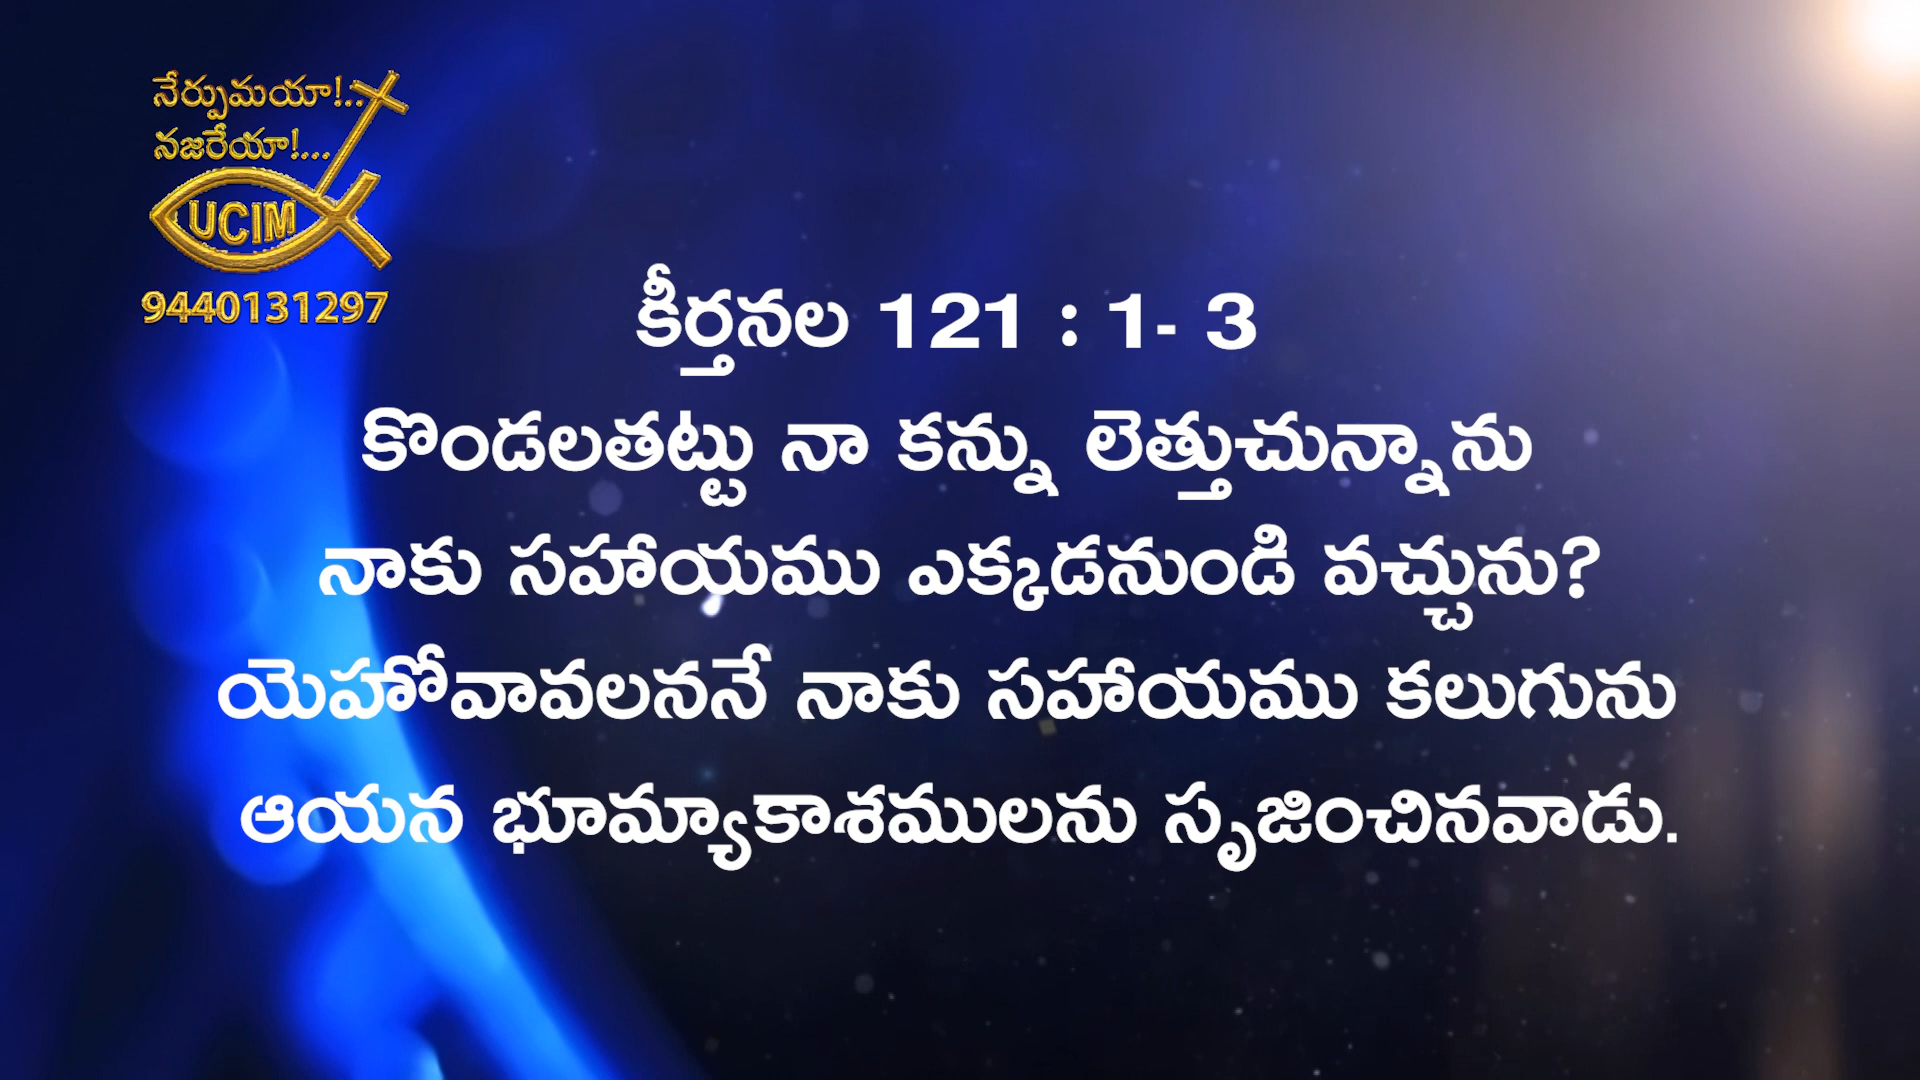 నేర్పుమయా!..
నజరేయా!...
UCIM
9440131297
కీర్తనల 121 : 1- 3
కొండలతట్టు నా కన్ను లెత్తుచున్నాను
నాకు సహాయము ఎక్కడనుండి వచ్చును?
యెహోవావలననే నాకు సహాయము కలుగును
ఆయన భూమ్యాకాశములను సృజించినవాడు.